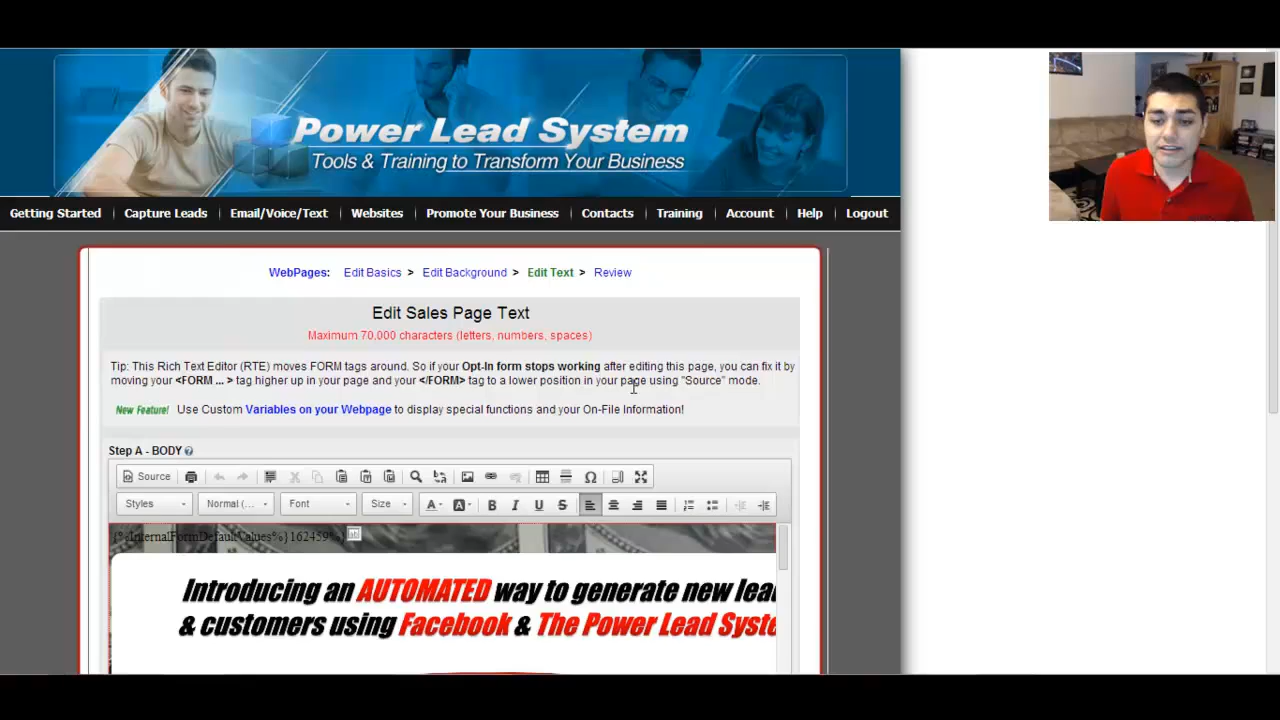 Power Lead System
Tools & Training to Transform Your Business
Getting Started Capture Leads Email/Voice/Text Websites Promote Your Business Contacts Training Account Help Logout
WebPages: Edit Basics > Edit Background > Edit Text > Review
Edit Sales Page Text
Maximum 70,000 characters (letters, numbers, spaces)
Tip: This Rich Text Editor (RTE) moves FORM tags around. So if your Opt-In form stops working after editing this page, you can fix it by
moving your <FORM ... > tag higher up in your page and your </FORM> tag to a lower position in your page using "Source" mode.
New Feature! Use Custom Variables on your Webpage to display special functions and your On-File Information!
Step A - BODY
Source
Styles Normal (... Font Size A A B I U S
{%InternalFormDefaultValues%}162459%}
Introducing an AUTOMATED way to generate new lea
& customers using Facebook & The Power Lead Syste